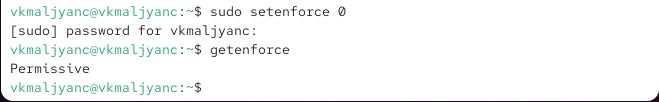 vkmaljyanc@vkmaljyanc:~$ sudo setenforce 0
[sudo] password for vkmaljyanc:
vkmaljyanc@vkmaljyanc:~$ getenforce
Permissive
vkmaljyanc@vkmaljyanc:~$